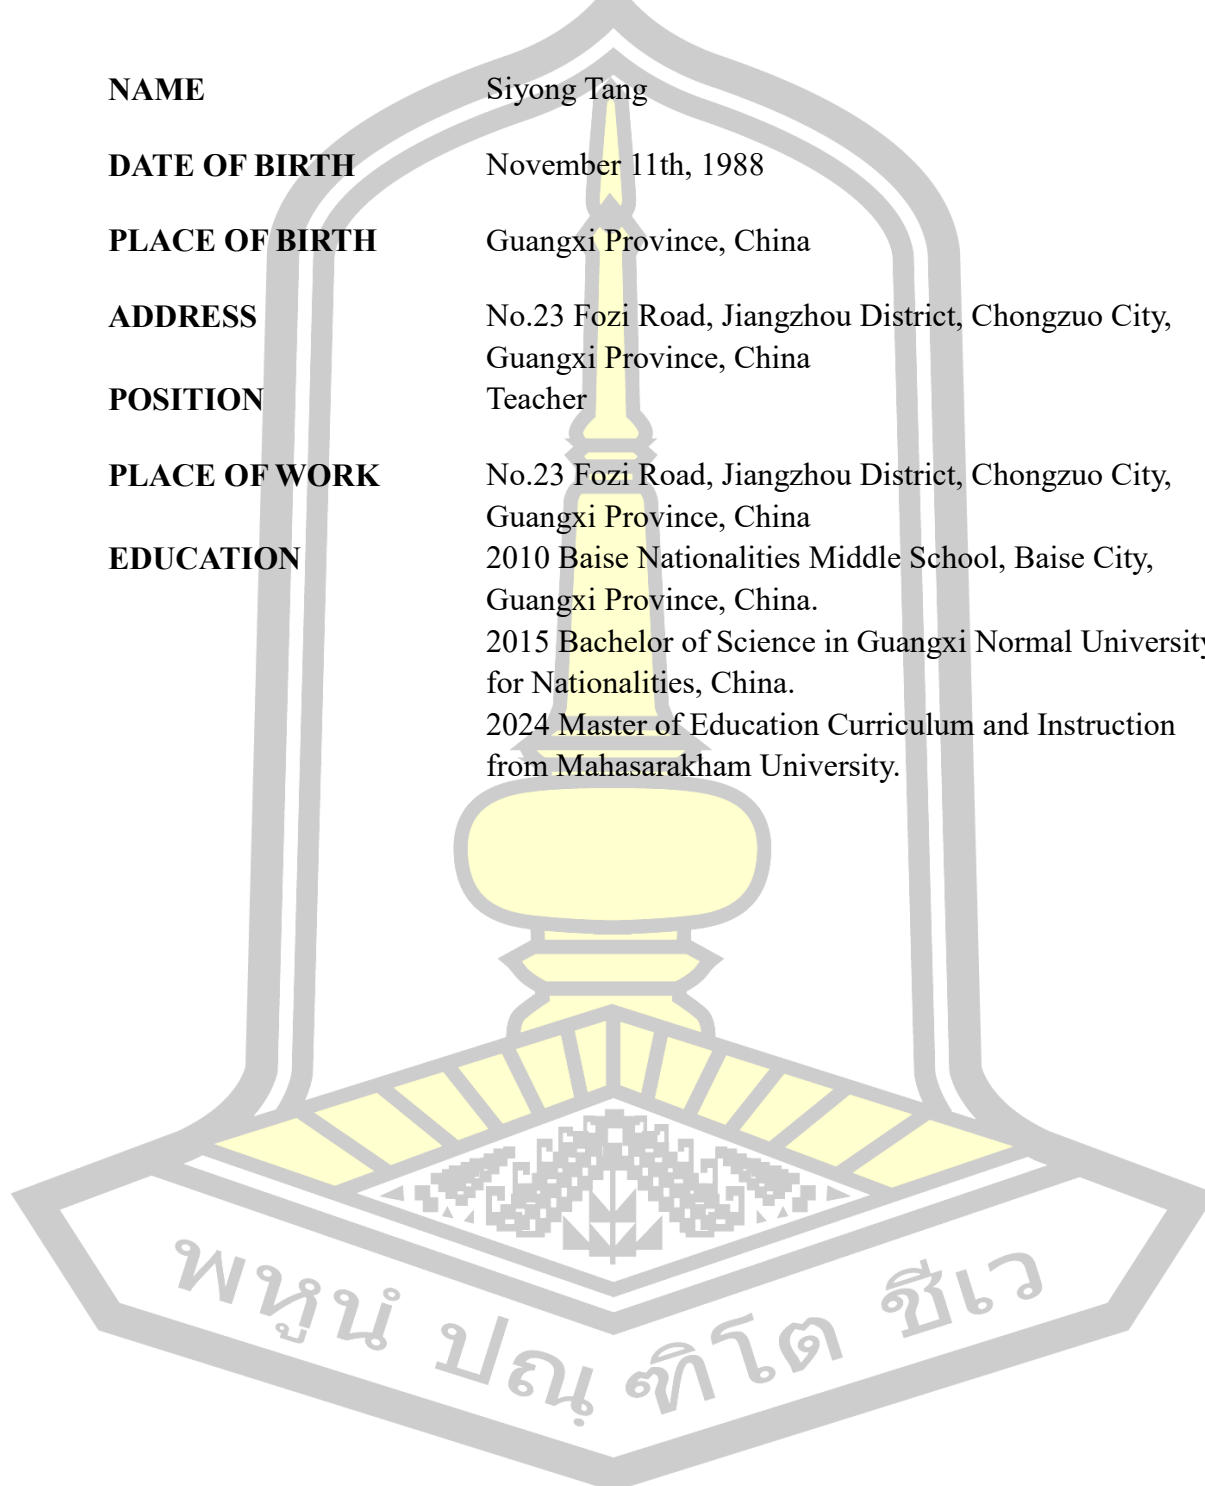 NAME Siyong Tang
DATE OF BIRTH November 11th, 1988
PLACE OF BIRTH Guangxi Province, China
ADDRESS No.23 Fozi Road, Jiangzhou District, Chongzuo City,
Guangxi Province, China
POSITION Teacher
PLACE OF WORK No.23 Fozi Road, Jiangzhou District, Chongzuo City,
Guangxi Province, China
EDUCATION 2010 Baise Nationalities Middle School, Baise City,
Guangxi Province, China.
2015 Bachelor of Science in Guangxi Normal University
for Nationalities, China.
2024 Master of Education Curriculum and Instruction
from Mahasarakham University.
พหูนํ ปณฺฑิโต ชีเว